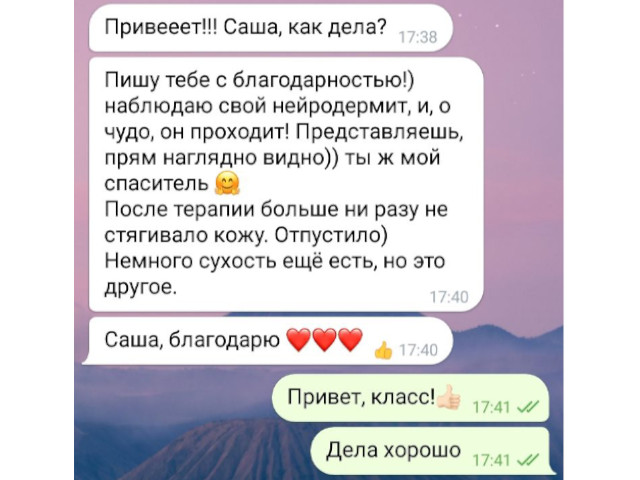 Привееет!!! Саша, как дела? 17:38
Пишу тебе с благодарностью!)
наблюдаю свой нейродермит, и, о
чудо, он проходит! Представляешь,
прям наглядно видно)) ты ж мой
спаситель 🤗
После терапии больше ни разу не
стягивало кожу. Отпустило)
Немного сухость ещё есть, но это
другое.
17:40
Саша, благодарю ❤️❤️❤️ 👍 17:40
Привет, класс!👍🏻 17:41
Дела хорошо 17:41